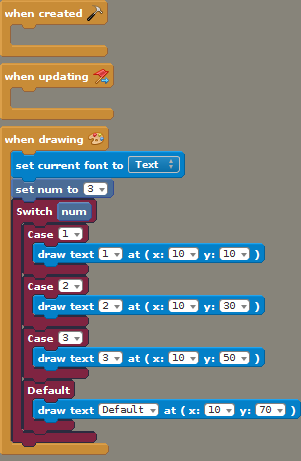 when created
when updating
when drawing
set current font to Text
set num to 3
Switch num
Case 1
draw text 1 at ( x: 10 y: 10 )
Case 2
draw text 2 at ( x: 10 y: 30 )
Case 3
draw text 3 at ( x: 10 y: 50 )
Default
draw text Default at ( x: 10 y: 70 )